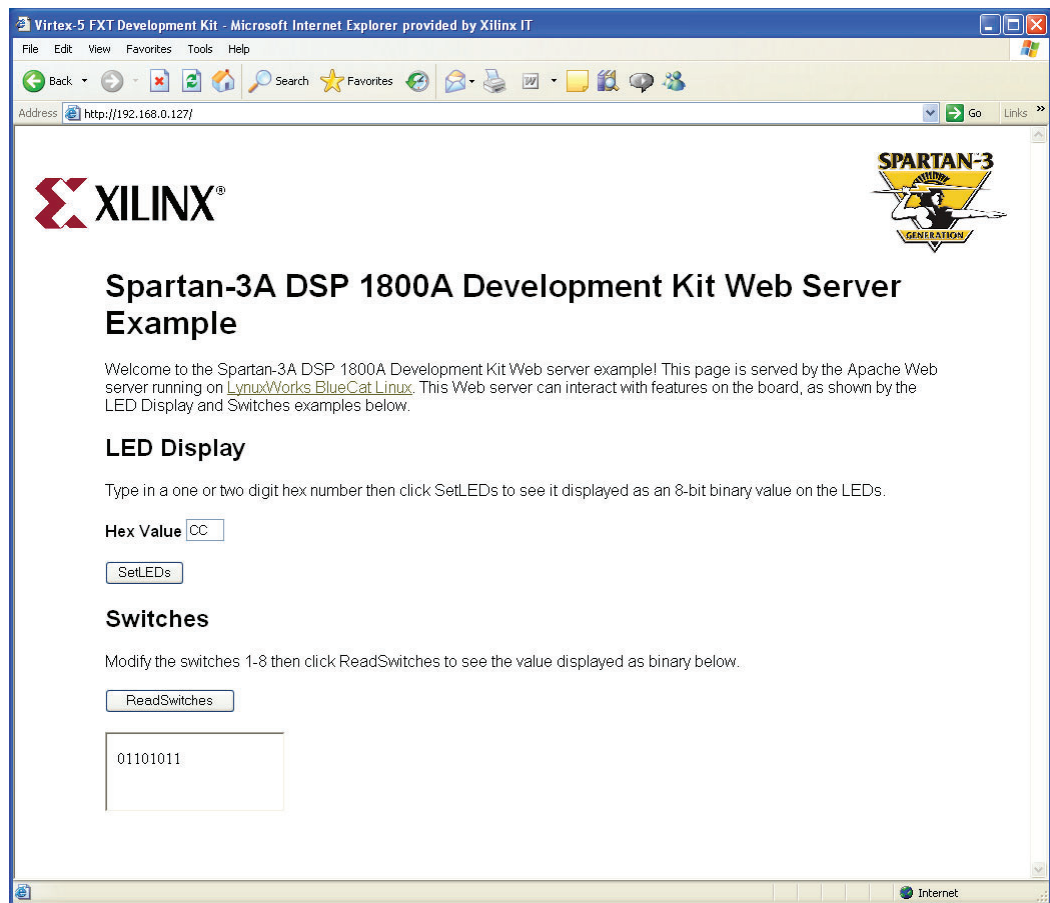 Virtex-5 FXT Development Kit - Microsoft Internet Explorer provided by Xilinx IT
File Edit View Favorites Tools Help
Back Search Favorites
Address http://192.168.0.127/ Go Links »
SPARTAN-3
GENERATION
XILINX®
Spartan-3A DSP 1800A Development Kit Web Server
Example
Welcome to the Spartan-3A DSP 1800A Development Kit Web server example! This page is served by the Apache Web
server running on LynuxWorks BlueCat Linux. This Web server can interact with features on the board, as shown by the
LED Display and Switches examples below.
LED Display
Type in a one or two digit hex number then click SetLEDs to see it displayed as an 8-bit binary value on the LEDs.
Hex Value CC
SetLEDs
Switches
Modify the switches 1-8 then click ReadSwitches to see the value displayed as binary below.
ReadSwitches
01101011
Internet